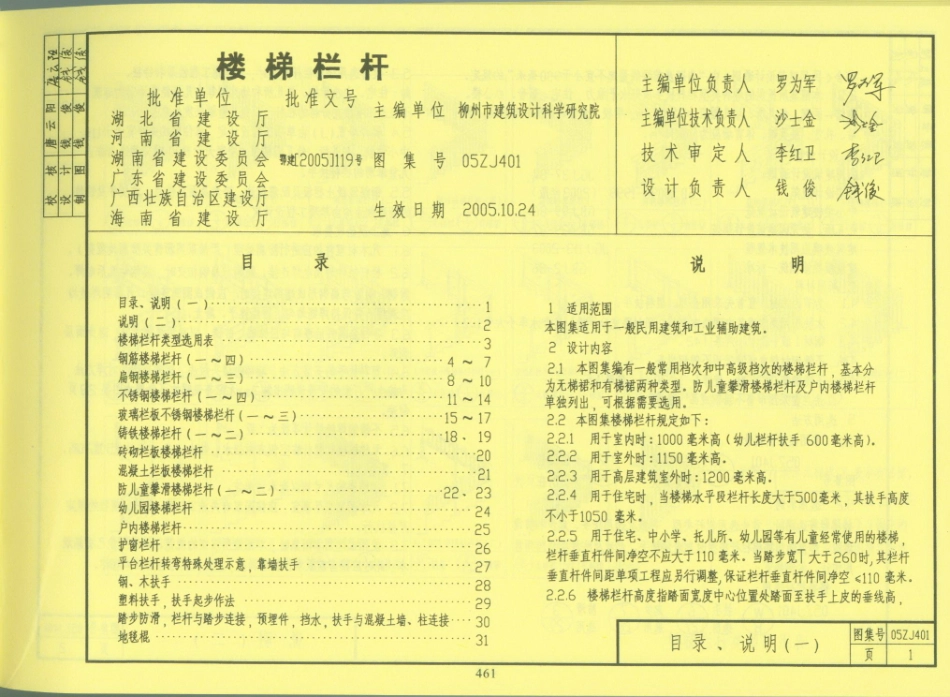 楼梯栏杆
批准单位 批准文号
湖北省建设厅
河南省建设厅
湖南省建设委员会 鄂建[2005]119号
广东省建设委员会
广西壮族自治区建设厅
海南省建设厅
主编单位 柳州市建筑设计科学研究院
图集号 05ZJ401
生效日期 2005.10.24
主编单位负责人 罗为军
主编单位技术负责人 沙士金
技术审定人 李红卫
设计负责人 钱俊
校核 唐云阳
设计 钱俊
制图 钱俊
目 录
目录、说明(一) 1
说明(二) 2
楼梯栏杆类型选用表 3
钢筋楼梯栏杆(一～四) 4～7
扁钢楼梯栏杆(一～三) 8～10
不锈钢楼梯栏杆(一～四) 11～14
玻璃栏板不锈钢楼梯栏杆(一～三) 15～17
铸铁楼梯栏杆(一～二) 18、19
砖砌栏板楼梯栏杆 20
混凝土栏板楼梯栏杆 21
防儿童攀滑楼梯栏杆(一～二) 22、23
幼儿园楼梯栏杆 24
户内楼梯栏杆 25
护窗栏杆 26
平台栏杆转弯特殊处理示意，靠墙扶手 27
钢、木扶手 28
塑料扶手，扶手起步作法 29
踏步防滑，栏杆与踏步连接，预埋件，挡水，扶手与混凝土墙、柱连接 30
地毯棍 31
说 明
1 适用范围
本图集适用于一般民用建筑和工业辅助建筑。
2 设计内容
2.1 本图集编有一般常用档次和中高级档次的楼梯栏杆，基本分
为无梯裙和有梯裙两种类型。防儿童攀滑楼梯栏杆及户内楼梯栏杆
单独列出，可根据需要选用。
2.2 本图集楼梯栏杆规定如下：
2.2.1 用于室内时：1000毫米高(幼儿栏杆扶手600毫米高)。
2.2.2 用于室外时：1150毫米高。
2.2.3 用于高层建筑室外时：1200毫米高。
2.2.4 用于住宅时，当楼梯水平段栏杆长度大于500毫米，其扶手高度
不小于1050毫米。
2.2.5 用于住宅、中小学、托儿所、幼儿园等有儿童经常使用的楼梯，
栏杆垂直杆件间净空不应大于110毫米。当踏步宽T大于260时,其栏杆
垂直杆件间距单项工程应另行调整,保证栏杆垂直杆件间净空≤110毫米。
2.2.6 楼梯栏杆高度指踏面宽度中心位置处踏面至扶手上皮的垂线高,
目录、说明(一)
图集号 05ZJ401
页 1
461